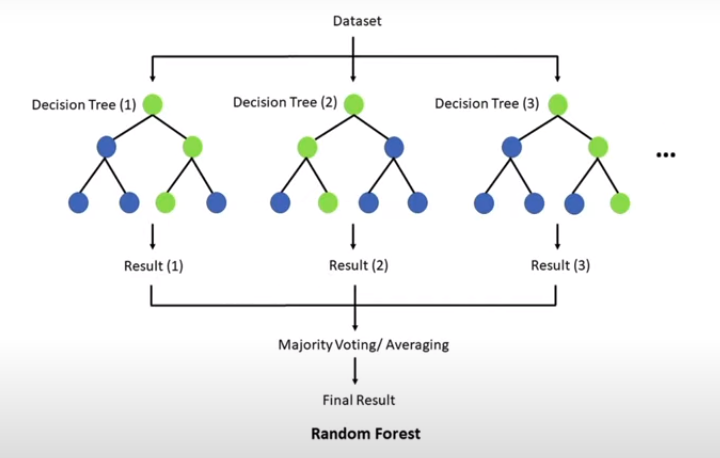 Dataset
Decision Tree (1)
Decision Tree (2)
Decision Tree (3)
...
Result (1)
Result (2)
Result (3)
Majority Voting/ Averaging
Final Result
Random Forest